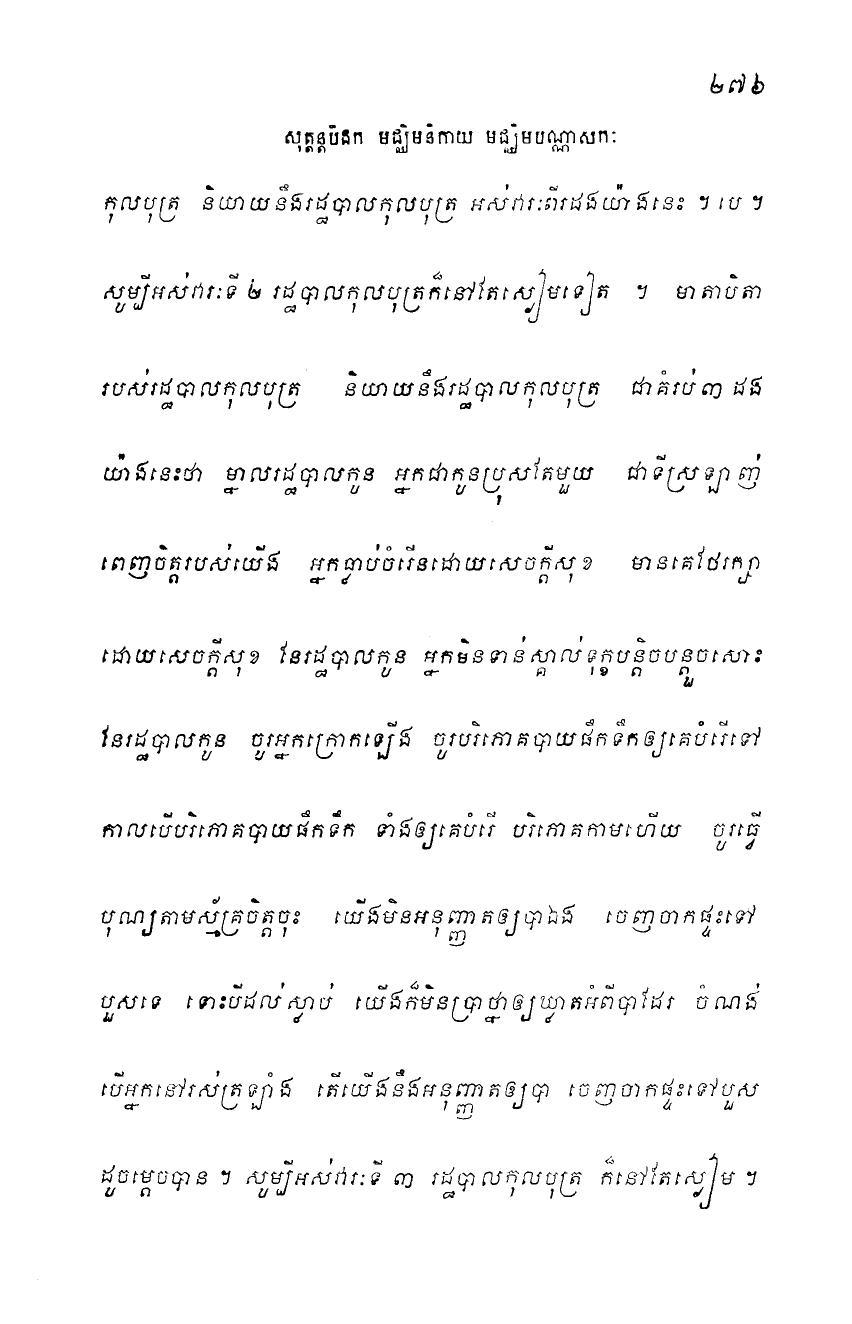 ២៧៦
សុត្តន្តបិដក មជ្ឈិមនិកាយ មជ្ឈិមបណ្ណាសកៈ
កុលបុត្រ និយាយនឹងរដ្ឋបាលកុលបុត្រ អស់វារៈពីរដងយ៉ាងនេះ ។ បេ ។
សូម្បីអស់វារៈទី ២ រដ្ឋបាលកុលបុត្រក៏នៅតែស្ងៀមទៀត ។ មាតាបិតា
របស់រដ្ឋបាលកុលបុត្រ និយាយនឹងរដ្ឋបាលកុលបុត្រ ជាគំរប់៣ ដង
យ៉ាងនេះថា ម្នាលរដ្ឋបាលកូន អ្នកជាកូនប្រុសតែមួយ ជាទីស្រឡាញ់
ពេញចិត្តរបស់យើង អ្នកធ្លាប់ចំរើនដោយសេចក្តីសុខ មានគេថែរក្សា
ដោយសេចក្តីសុខ នែរដ្ឋបាលកូន អ្នកមិនទាន់ស្គាល់ទុក្ខបន្តិចបន្តួចសោះ
នែរដ្ឋបាលកូន ចូរអ្នកក្រោកឡើង ចូរបរិភោគបាយផឹកទឹកឲ្យគេបំរើទៅ
កាលបើបរិភោគបាយផឹកទឹក ទាំងឲ្យគេបំរើ បរិភោគកាមហើយ ចូរធ្វើ
បុណ្យតាមស្ម័គ្រចិត្តចុះ យើងមិនអនុញ្ញាតឲ្យបាឯង ចេញចាកផ្ទះទៅ
បួសទេ ទោះបីដល់ស្លាប់ យើងក៏មិនប្រាថ្នាឲ្យឃ្លាតអំពីបាដែរ ចំណង់
បើអ្នកនៅរស់ត្រឡាំង តើយើងនឹងអនុញ្ញាតឲ្យបា ចេញចាកផ្ទះទៅបួស
ដូចម្តេចបាន ។ សូម្បីអស់វារៈទី ៣ រដ្ឋបាលកុលបុត្រ ក៏នៅតែស្ងៀម ។